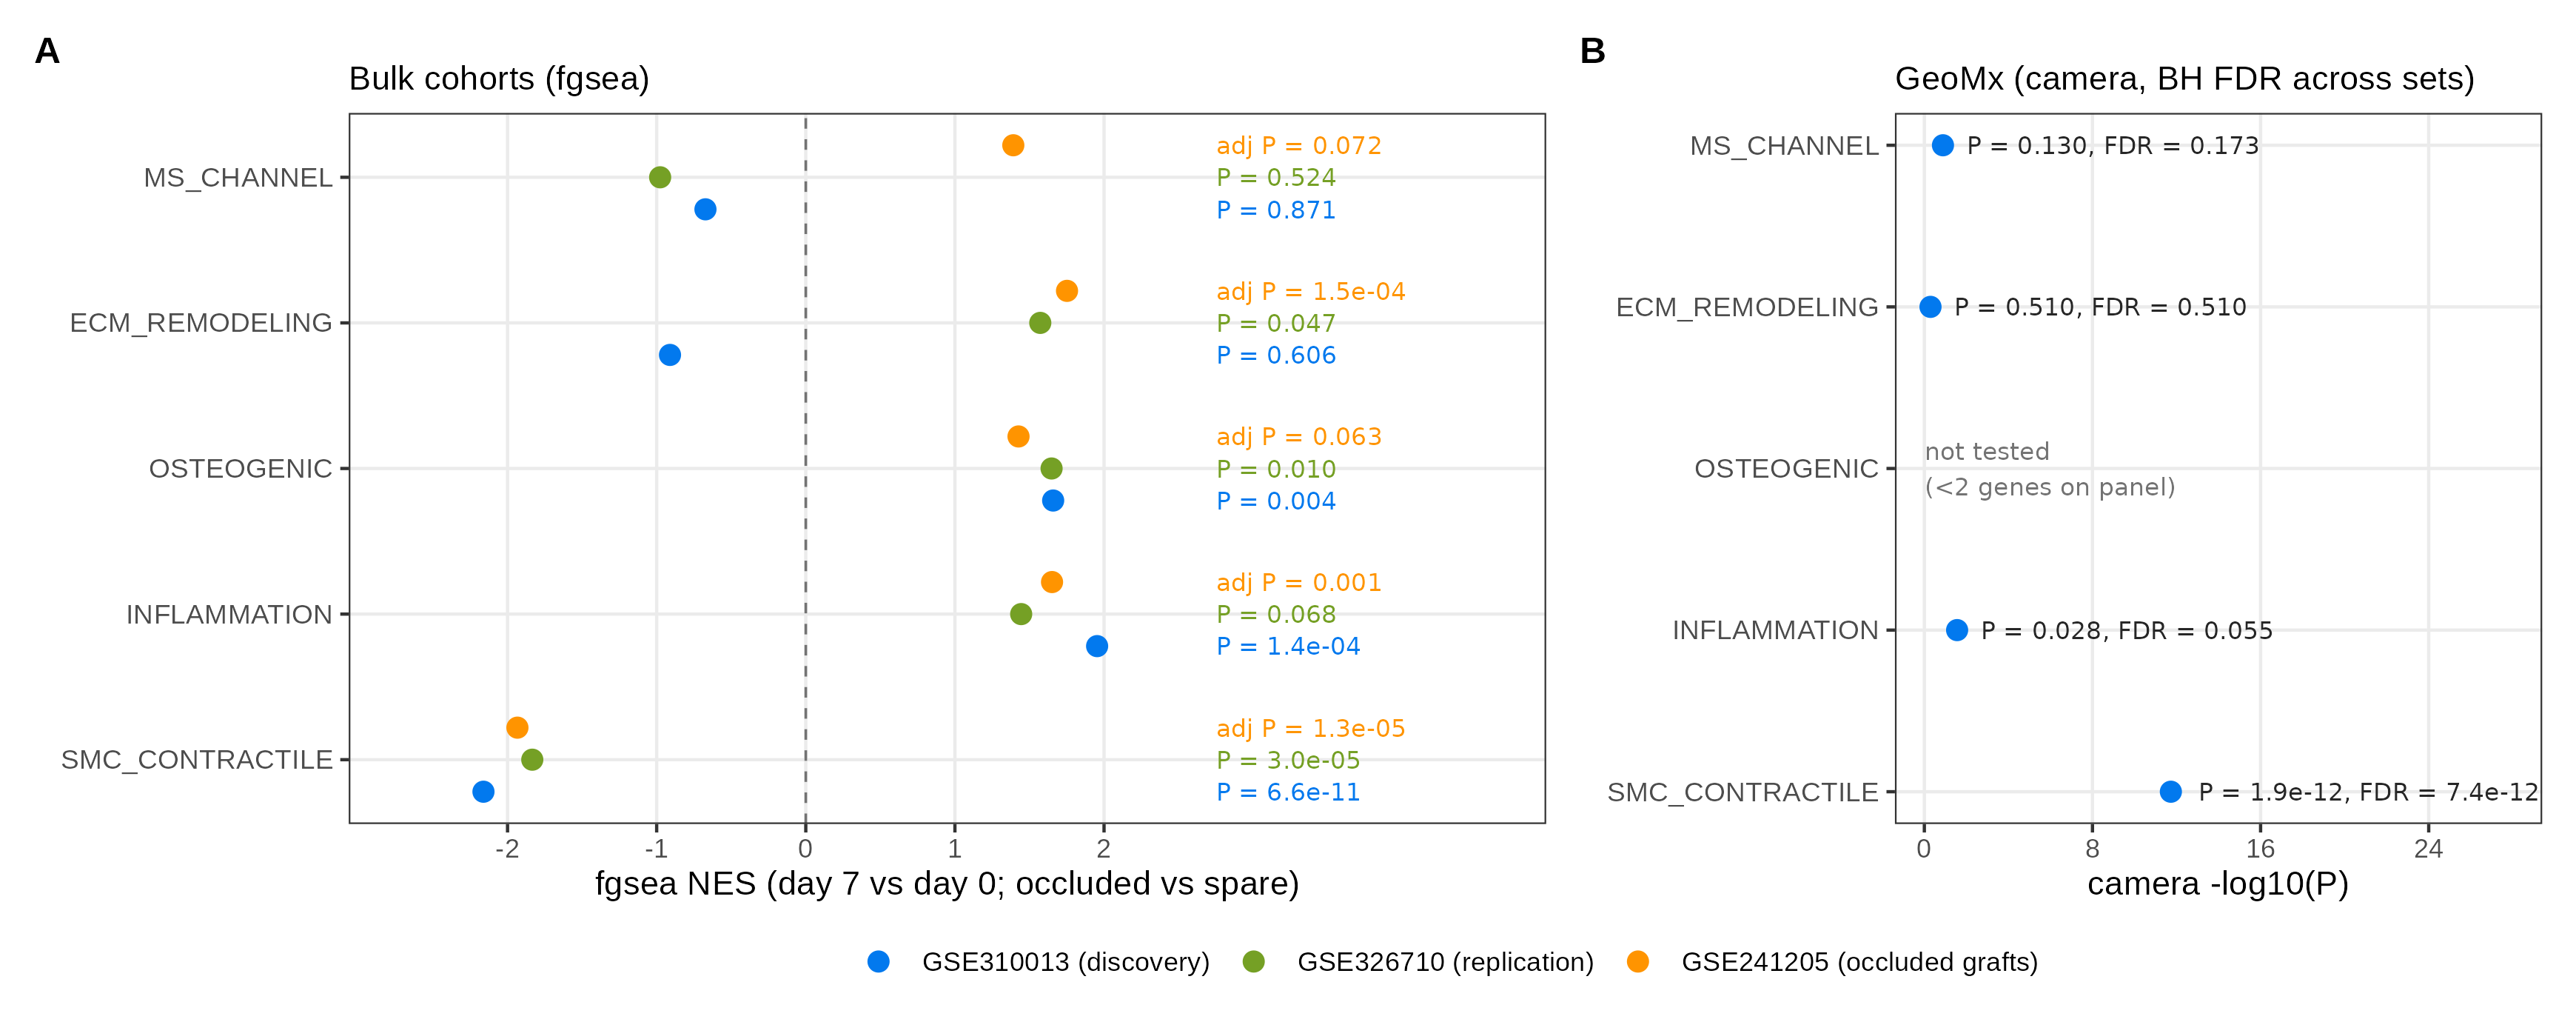 A
Bulk cohorts (fgsea)
MS_CHANNEL
adj P = 0.072
P = 0.524
P = 0.871
ECM_REMODELING
adj P = 1.5e-04
P = 0.047
P = 0.606
OSTEOGENIC
adj P = 0.063
P = 0.010
P = 0.004
INFLAMMATION
adj P = 0.001
P = 0.068
P = 1.4e-04
SMC_CONTRACTILE
adj P = 1.3e-05
P = 3.0e-05
P = 6.6e-11
-2 -1 0 1 2
fgsea NES (day 7 vs day 0; occluded vs spare)
B
GeoMx (camera, BH FDR across sets)
MS_CHANNEL P = 0.130, FDR = 0.173
ECM_REMODELING P = 0.510, FDR = 0.510
OSTEOGENIC
not tested
(<2 genes on panel)
INFLAMMATION P = 0.028, FDR = 0.055
SMC_CONTRACTILE P = 1.9e-12, FDR = 7.4e-12
0 8 16 24
camera -log10(P)
GSE310013 (discovery) GSE326710 (replication) GSE241205 (occluded grafts)